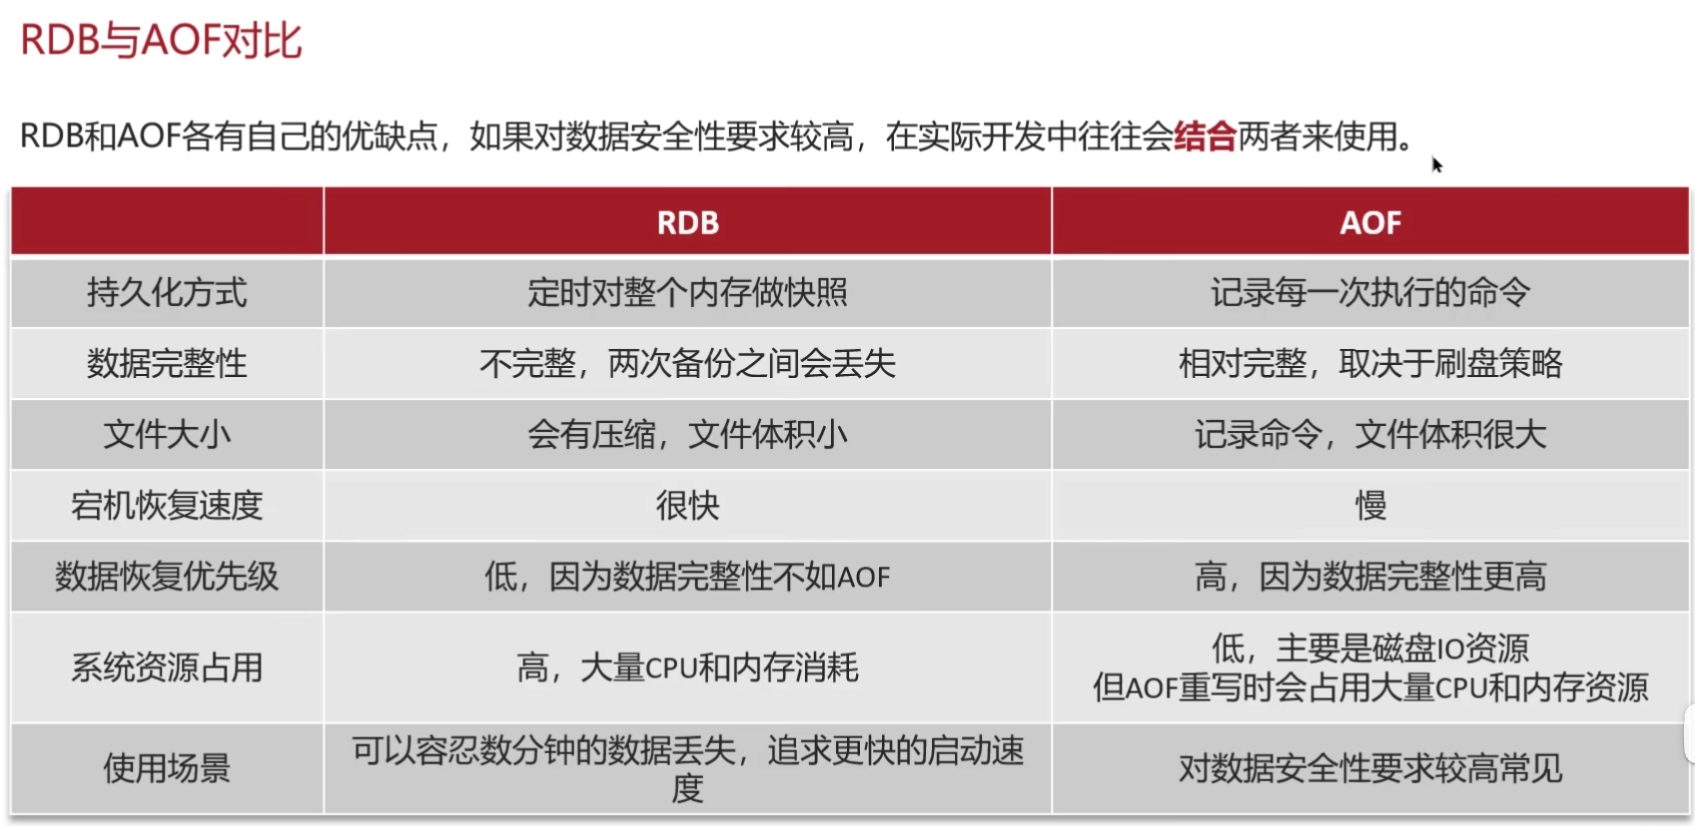 RDB与AOF对比
RDB和AOF各有自己的优缺点，如果对数据安全性要求较高，在实际开发中往往会结合两者来使用。
RDB AOF
持久化方式 定时对整个内存做快照 记录每一次执行的命令
数据完整性 不完整，两次备份之间会丢失 相对完整，取决于刷盘策略
文件大小 会有压缩，文件体积小 记录命令，文件体积很大
宕机恢复速度 很快 慢
数据恢复优先级 低，因为数据完整性不如AOF 高，因为数据完整性更高
系统资源占用 高，大量CPU和内存消耗 低，主要是磁盘IO资源
但AOF重写时会占用大量CPU和内存资源
使用场景 可以容忍数分钟的数据丢失，追求更快的启动速
度 对数据安全性要求较高常见